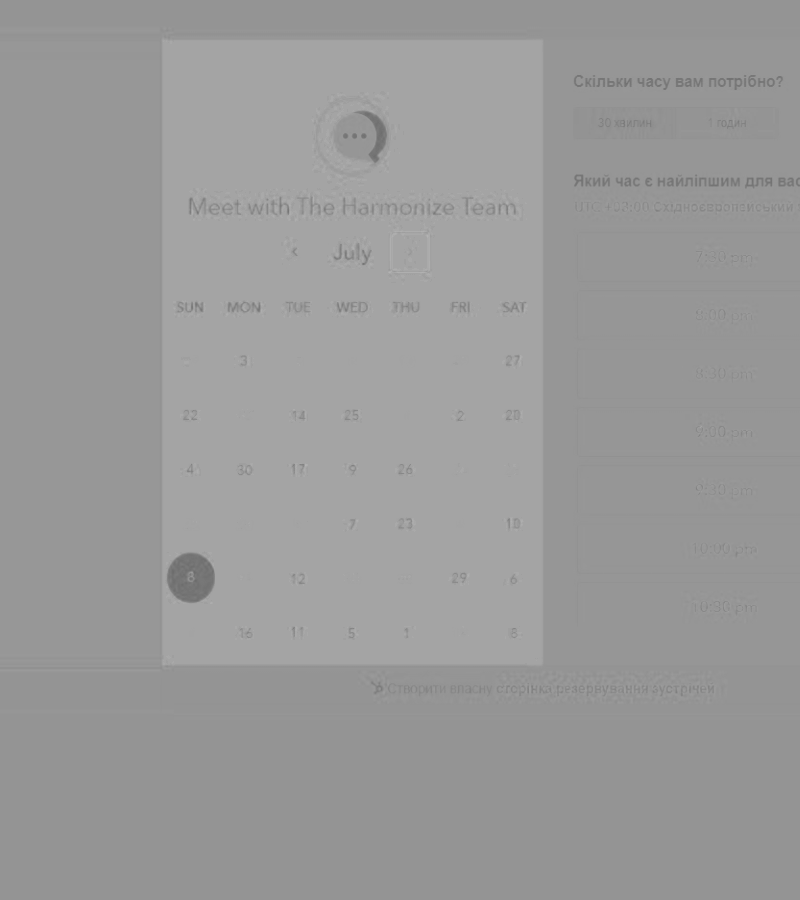 Meet with The Harmonize Team
July
SUN MON TUE WED THU FRI SAT
3 27
22 14 25 2 20
4 30 17 9 26
7 23 10
8 12 29 6
16 11 5 1 8
Скільки часу вам потрібно?
30 хвилин 1 годин
Який час є найліпшим для вас
UTC +02:00 Східноєвропейський
7:30 pm
8:00 pm
8:30 pm
9:00 pm
9:30 pm
10:00 pm
10:30 pm
Створити власну сторінка резервування зустрічей